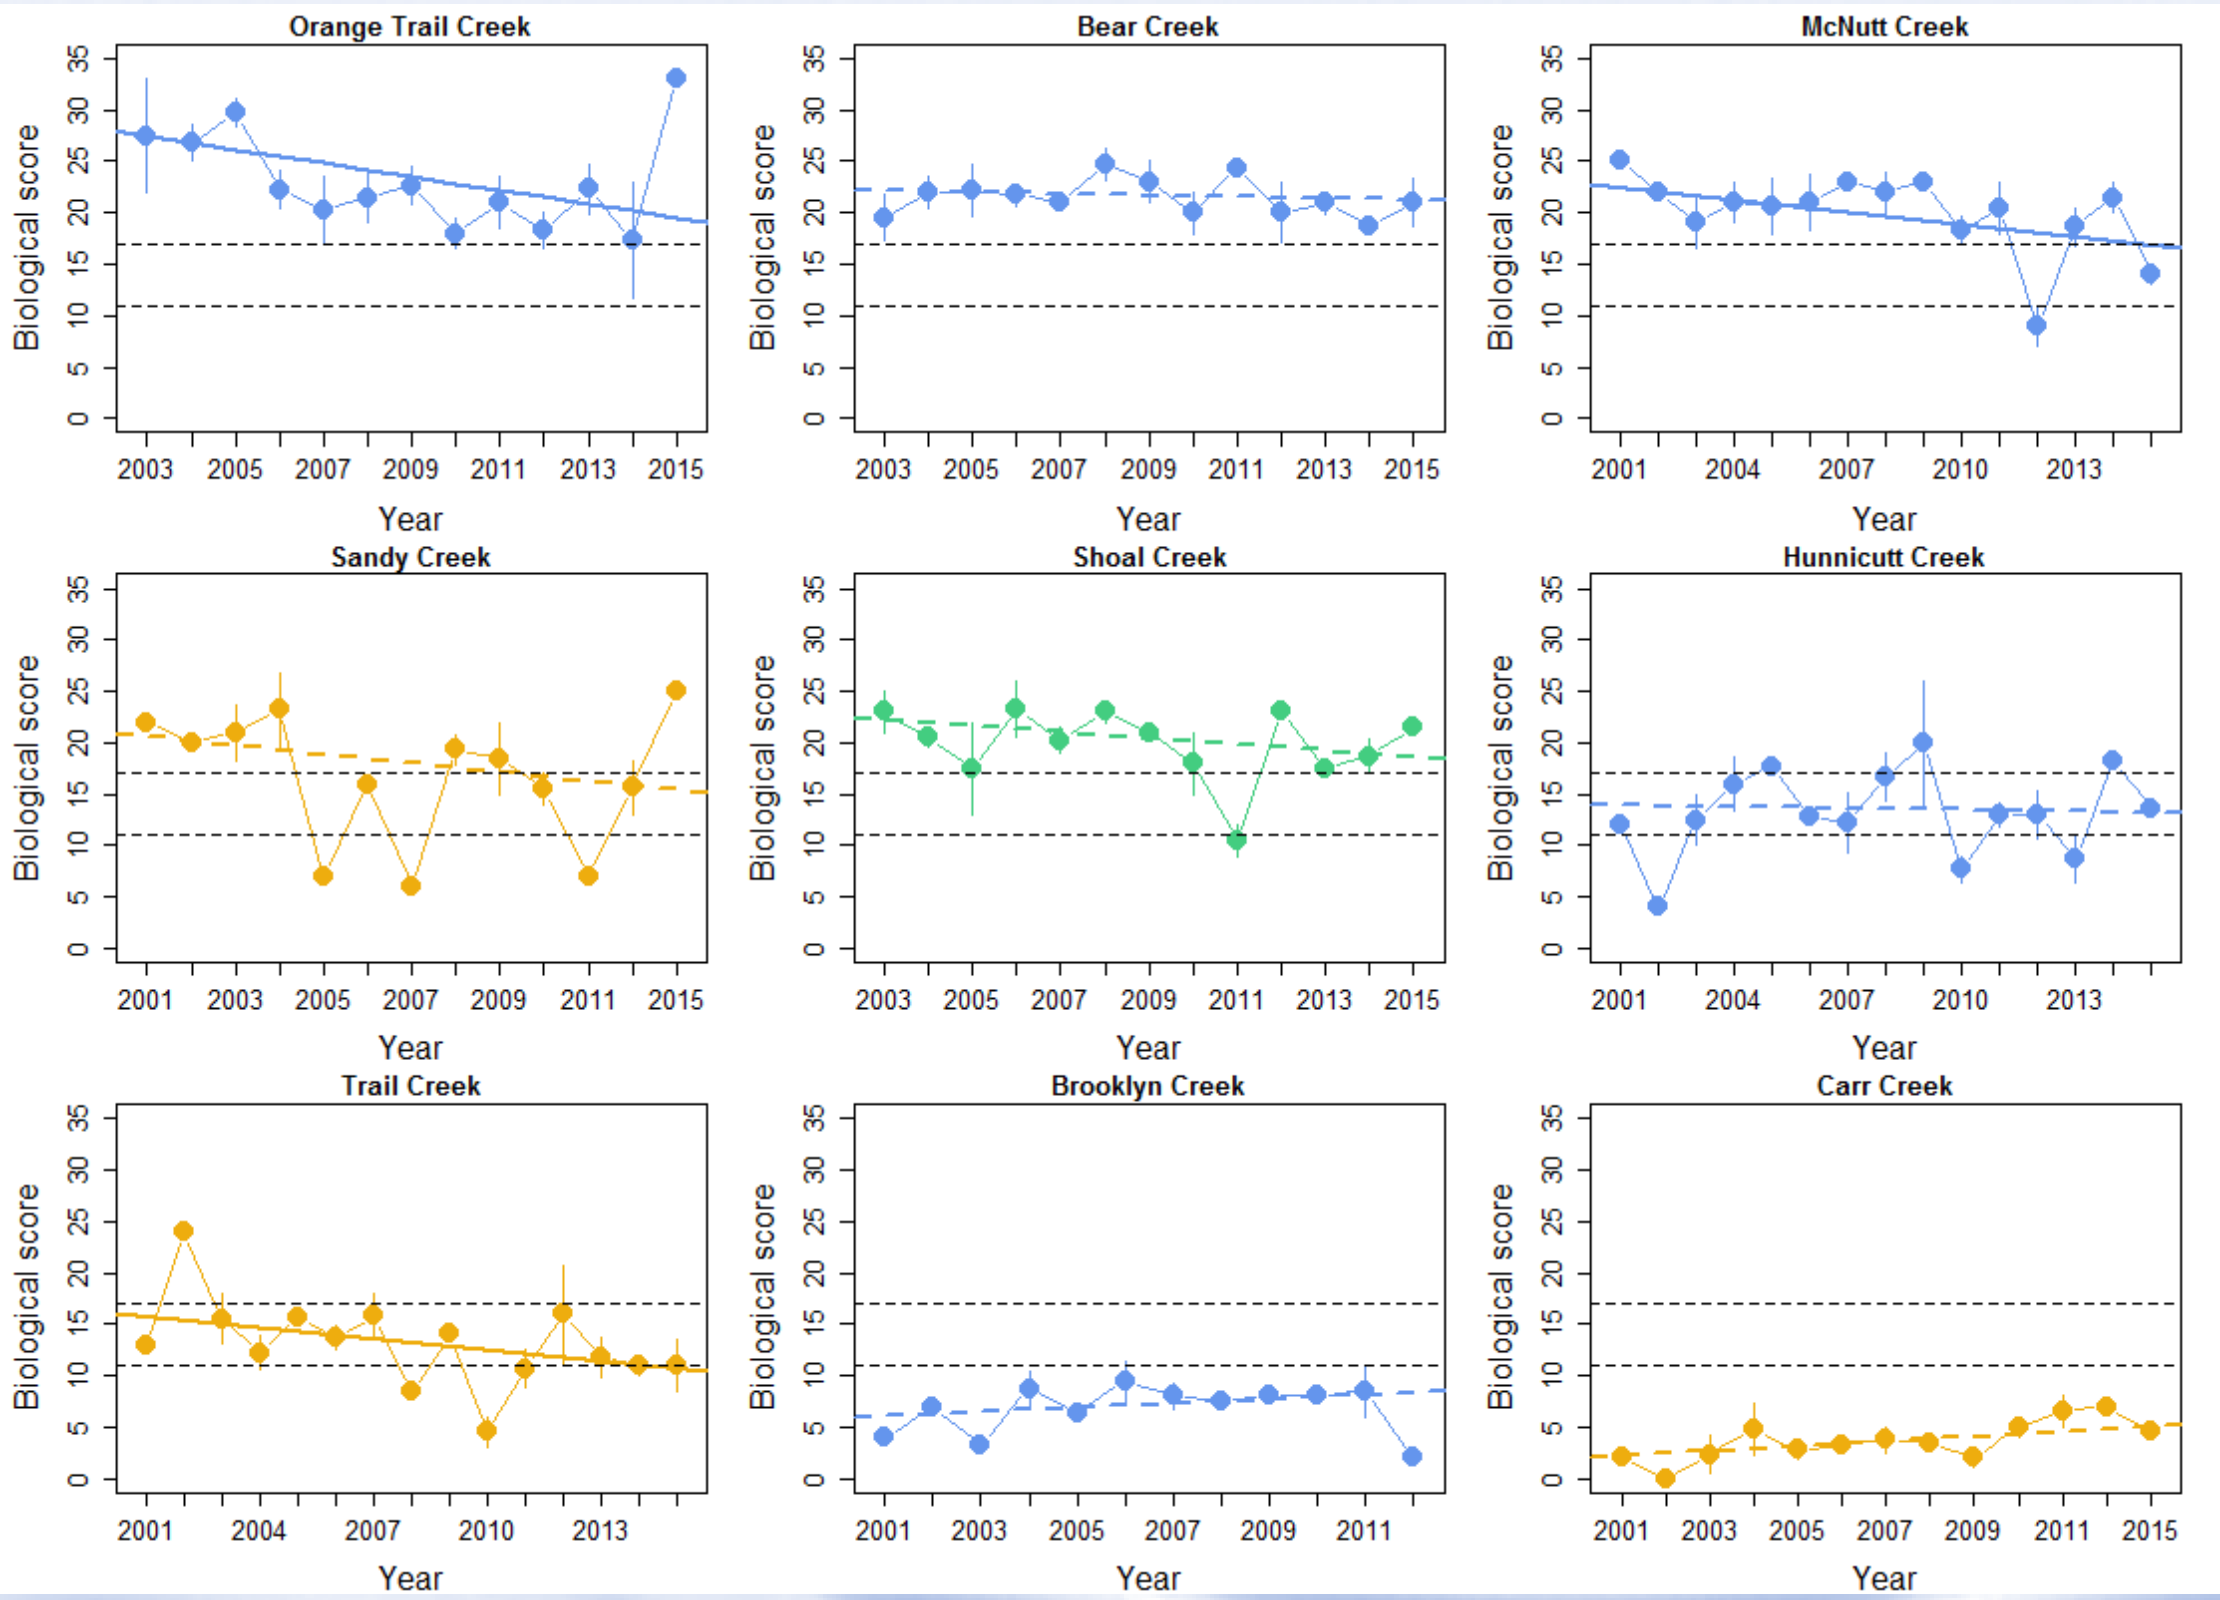 Orange Trail Creek
Bear Creek
McNutt Creek
Biological score
0 5 10 15 20 25 30 35
Biological score
0 5 10 15 20 25 30 35
Biological score
0 5 10 15 20 25 30 35
2003 2005 2007 2009 2011 2013 2015
2003 2005 2007 2009 2011 2013 2015
2001 2004 2007 2010 2013
Year
Year
Year
Sandy Creek
Shoal Creek
Hunnicutt Creek
Biological score
0 5 10 15 20 25 30 35
Biological score
0 5 10 15 20 25 30 35
Biological score
0 5 10 15 20 25 30 35
2001 2003 2005 2007 2009 2011 2015
2003 2005 2007 2009 2011 2013 2015
2001 2004 2007 2010 2013
Year
Year
Year
Trail Creek
Brooklyn Creek
Carr Creek
Biological score
0 5 10 15 20 25 30 35
Biological score
0 5 10 15 20 25 30 35
Biological score
0 5 10 15 20 25 30 35
2001 2004 2007 2010 2013
2001 2003 2005 2007 2009 2011
2001 2003 2005 2007 2009 2011 2015
Year
Year
Year